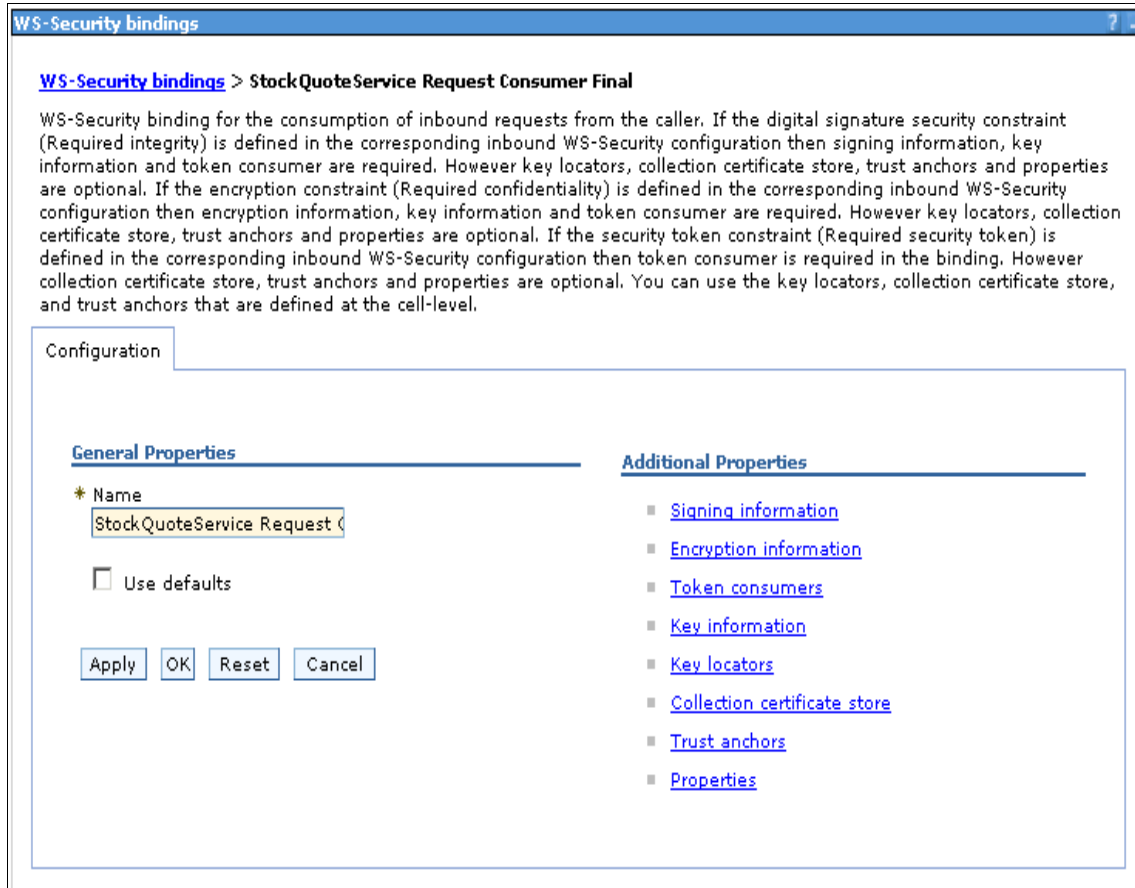 WS-Security bindings ? -
WS-Security bindings > StockQuoteService Request Consumer Final
WS-Security binding for the consumption of inbound requests from the caller. If the digital signature security constraint
(Required integrity) is defined in the corresponding inbound WS-Security configuration then signing information, key
information and token consumer are required. However key locators, collection certificate store, trust anchors and properties
are optional. If the encryption constraint (Required confidentiality) is defined in the corresponding inbound WS-Security
configuration then encryption information, key information and token consumer are required. However key locators, collection
certificate store, trust anchors and properties are optional. If the security token constraint (Required security token) is
defined in the corresponding inbound WS-Security configuration then token consumer is required in the binding. However
collection certificate store, trust anchors and properties are optional. You can use the key locators, collection certificate store,
and trust anchors that are defined at the cell-level.
Configuration
General Properties
* Name
StockQuoteService Request
Use defaults
Apply OK Reset Cancel
Additional Properties
Signing information
Encryption information
Token consumers
Key information
Key locators
Collection certificate store
Trust anchors
Properties